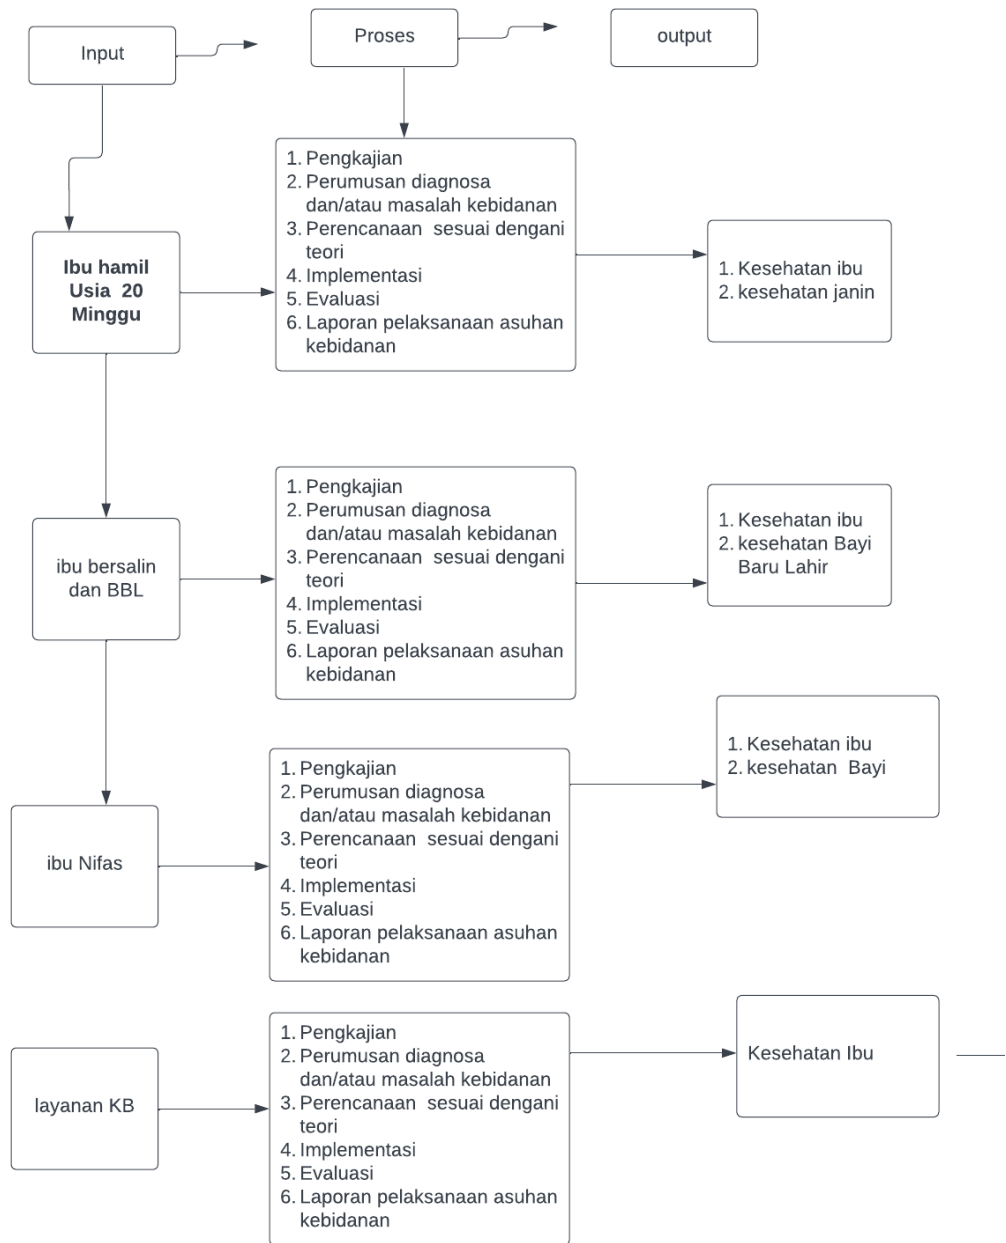 Input
Proses
output
Ibu hamil
Usia 20
Minggu
1. Pengkajian
2. Perumusan diagnosa
dan/atau masalah kebidanan
3. Perencanaan sesuai dengani
teori
4. Implementasi
5. Evaluasi
6. Laporan pelaksanaan asuhan
kebidanan
1. Kesehatan ibu
2. kesehatan janin
ibu bersalin
dan BBL
1. Pengkajian
2. Perumusan diagnosa
dan/atau masalah kebidanan
3. Perencanaan sesuai dengani
teori
4. Implementasi
5. Evaluasi
6. Laporan pelaksanaan asuhan
kebidanan
1. Kesehatan ibu
2. kesehatan Bayi
Baru Lahir
ibu Nifas
1. Pengkajian
2. Perumusan diagnosa
dan/atau masalah kebidanan
3. Perencanaan sesuai dengani
teori
4. Implementasi
5. Evaluasi
6. Laporan pelaksanaan asuhan
kebidanan
1. Kesehatan ibu
2. kesehatan Bayi
layanan KB
1. Pengkajian
2. Perumusan diagnosa
dan/atau masalah kebidanan
3. Perencanaan sesuai dengani
teori
4. Implementasi
5. Evaluasi
6. Laporan pelaksanaan asuhan
kebidanan
Kesehatan Ibu